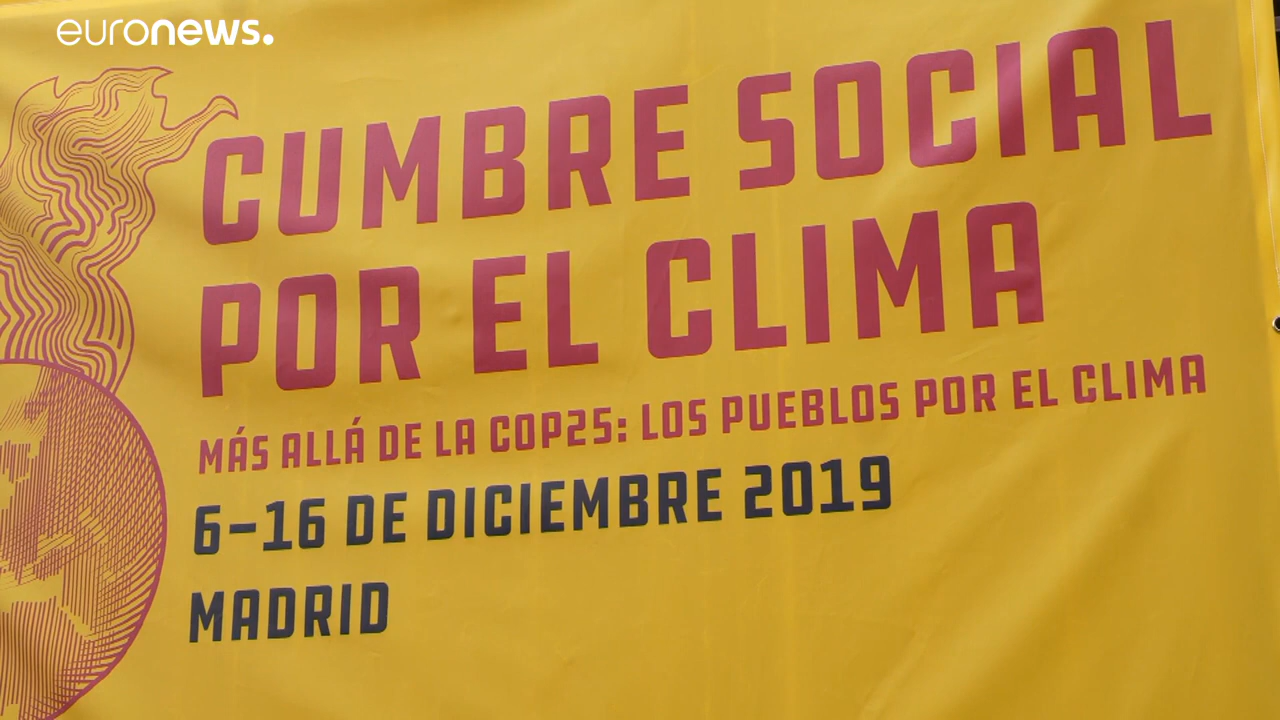 euronews.
CUMBRE SOCIAL
POR EL CLIMA
MÁS ALLÁ DE LA COP25: LOS PUEBLOS POR EL CLIMA
6–16 DE DICIEMBRE 2019
MADRID